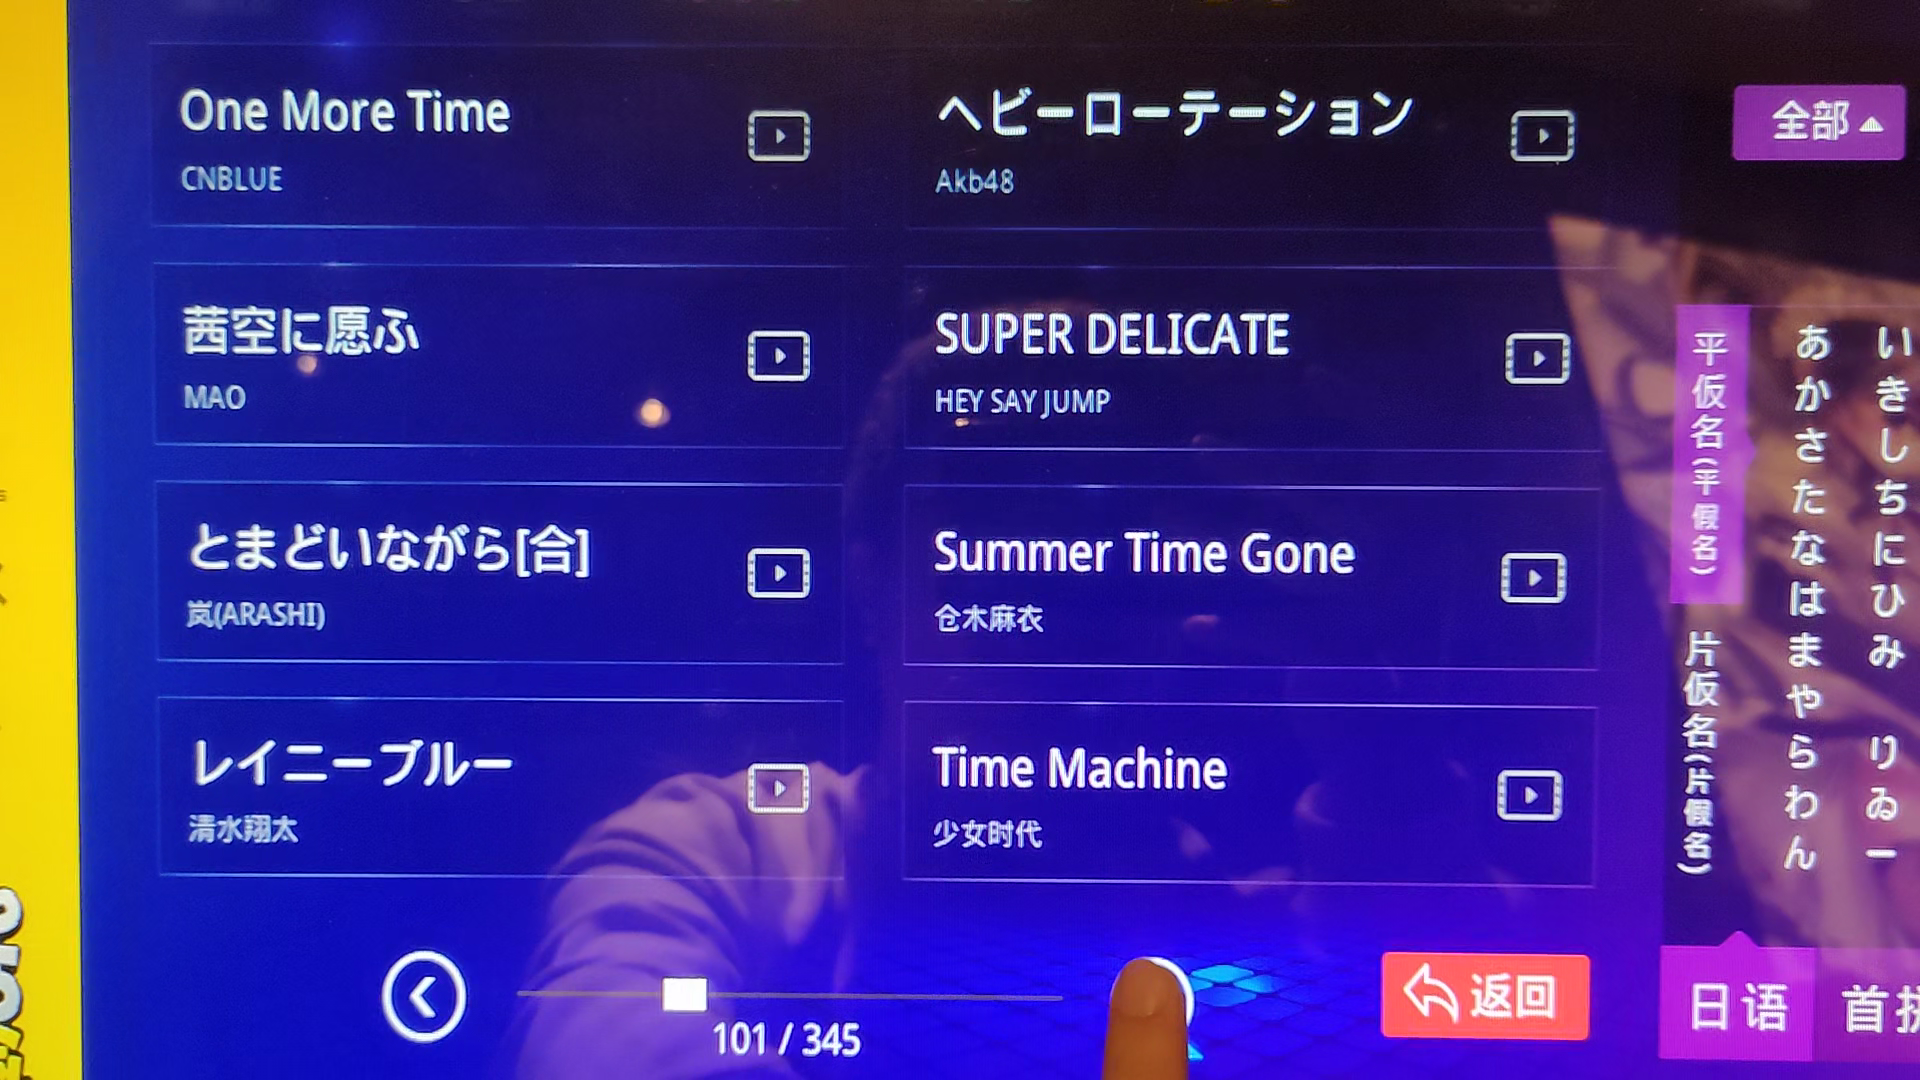 One More Time
CNBLUE
ヘビーローテーション
Akb48
茜空に愿ふ
MAO
SUPER DELICATE
HEY SAY JUMP
とまどいながら[合]
岚(ARASHI)
Summer Time Gone
仓木麻衣
レイニーブルー
清水翔太
Time Machine
少女时代
101 / 345
返回
全部
平仮名(平假名)
片仮名(片假名)
あかさたなはまやらわん
いきしちにひみ りゐー
日语
首